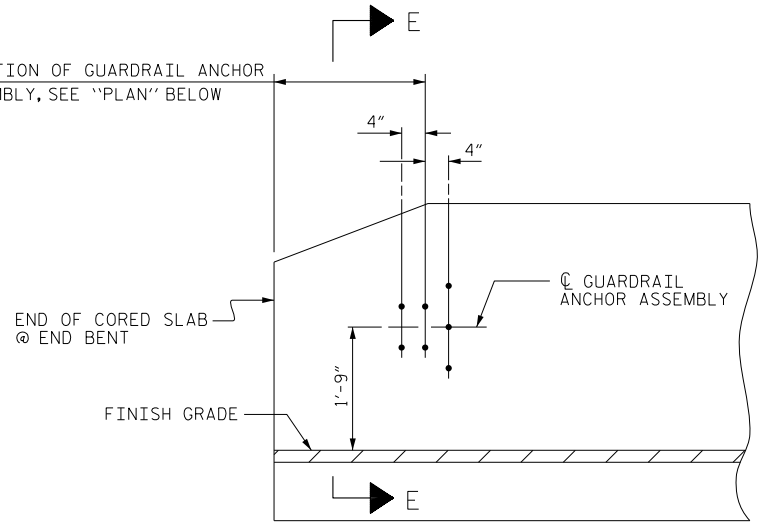 E
TION OF GUARDRAIL ANCHOR
MBLY, SEE "PLAN" BELOW
4"
4"
℄ GUARDRAIL
ANCHOR ASSEMBLY
END OF CORED SLAB
@ END BENT
1'-9"
FINISH GRADE
E